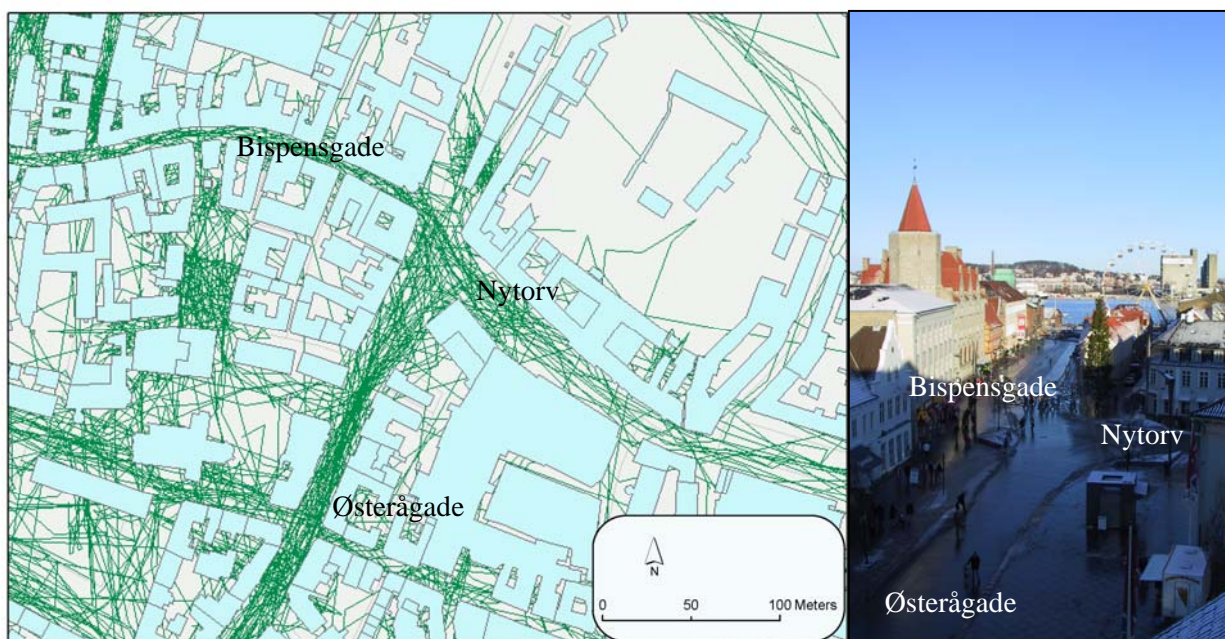 Bispensgade
Nytorv
Østerågade
N
0 50 100 Meters
Bispensgade
Nytorv
Østerågade